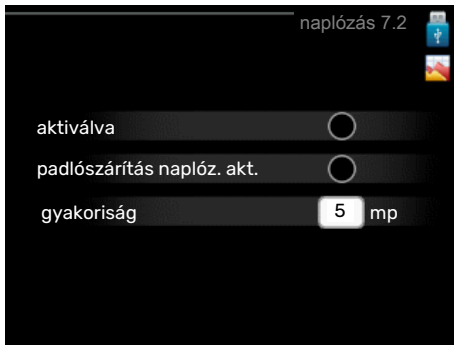 naplózás 7.2
aktiválva
padlószárítás naplóz. akt.
gyakoriság 5 mp